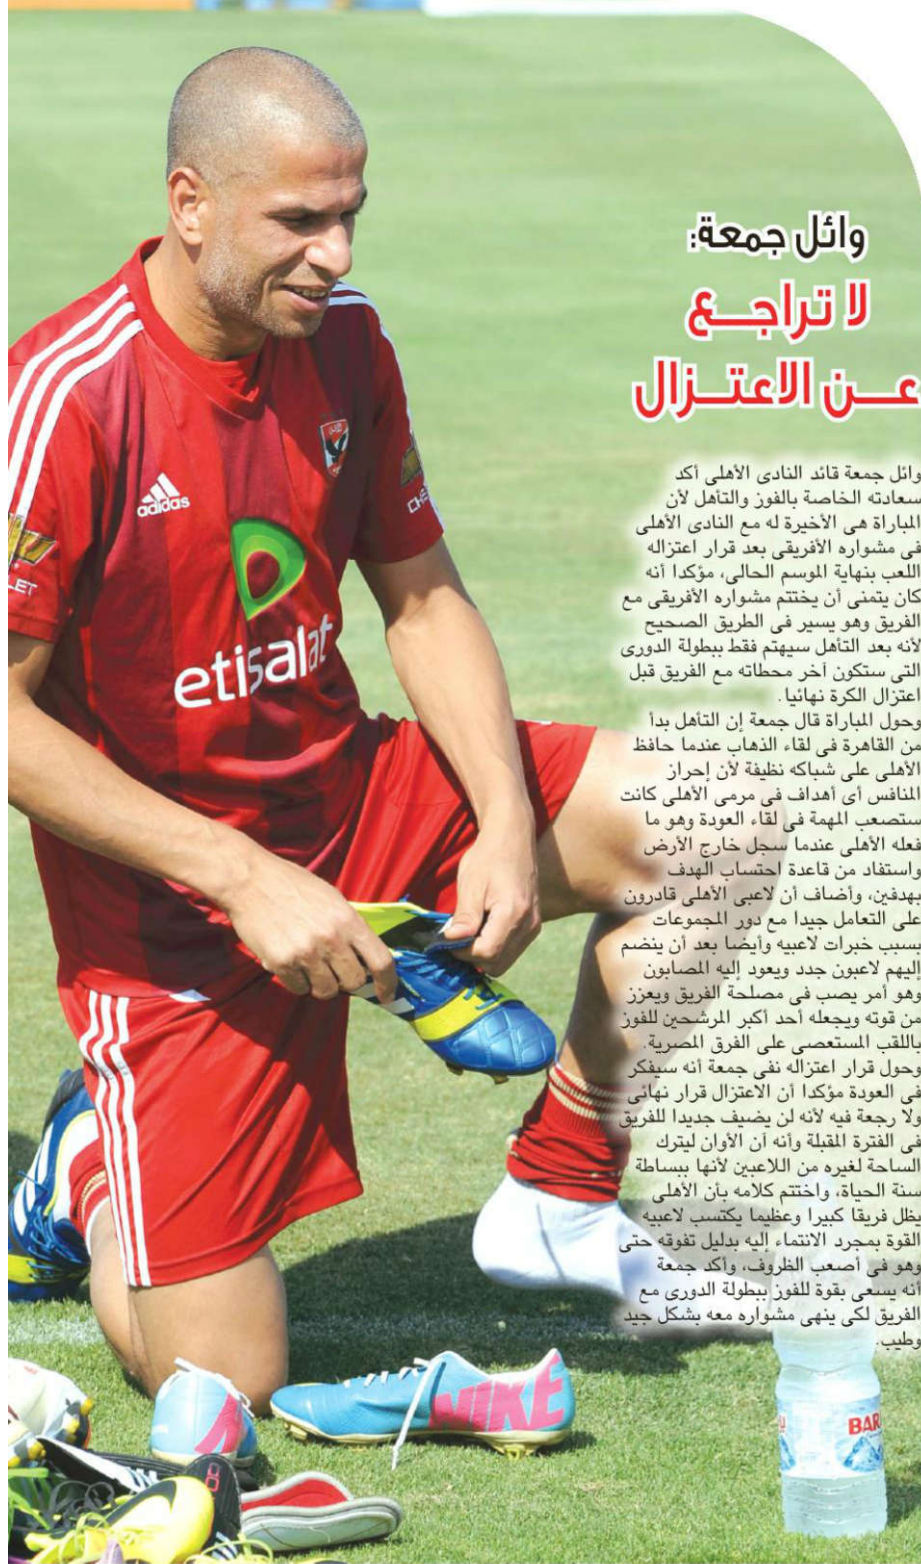 وائل جمعة:
لا تراجــع
عــن الاعتــزال
وائل جمعة قائد النادى الأهلى أكد
سعادته الخاصة بالفوز والتأهل لأن
المباراة هى الأخيرة له مع النادى الأهلى
فى مشواره الأفريقى بعد قرار اعتزاله
اللعب بنهاية الموسم الحالى، مؤكدا أنه
كان يتمنى أن يختتم مشواره الأفريقى مع
الفريق وهو يسير فى الطريق الصحيح
لأنه بعد التأهل سيهتم فقط ببطولة الدورى
التى ستكون آخر محطاته مع الفريق قبل
اعتزال الكرة نهائيا.
وحول المباراة قال جمعة إن التأهل بدأ
من القاهرة فى لقاء الذهاب عندما حافظ
الأهلى على شباكه نظيفة لأن إحراز
المنافس أى أهداف فى مرمى الأهلى كانت
ستصعب المهمة فى لقاء العودة وهو ما
فعله الأهلى عندما سجل خارج الأرض
واستفاد من قاعدة احتساب الهدف
بهدفين، وأضاف أن لاعبى الأهلى قادرون
على التعامل جيدا مع دور المجموعات
بسبب خبرات لاعبيه وأيضا بعد أن ينضم
إليهم لاعبون جدد ويعود إليه المصابون
وهو أمر يصب فى مصلحة الفريق ويعزز
من قوته ويجعله أحد أكبر المرشحين للفوز
باللقب المستعصى على الفرق المصرية.
وحول قرار اعتزاله نفى جمعة أنه سيفكر
فى العودة مؤكدا أن الاعتزال قرار نهائى
ولا رجعة فيه لأنه لن يضيف جديدا للفريق
فى الفترة المقبلة وأنه آن الأوان ليترك
الساحة لغيره من اللاعبين لأنها ببساطة
سنة الحياة، واختتم كلامه بأن الأهلى
يظل فريقا كبيرا وعظيما يكتسب لاعبيه
القوة بمجرد الانتماء إليه بدليل تفوقه حتى
وهو فى أصعب الظروف، وأكد جمعة
أنه يسعى بقوة للفوز ببطولة الدورى مع
الفريق لكى ينهى مشواره معه بشكل جيد
وطيب.
adidas
etisalat
NIKE